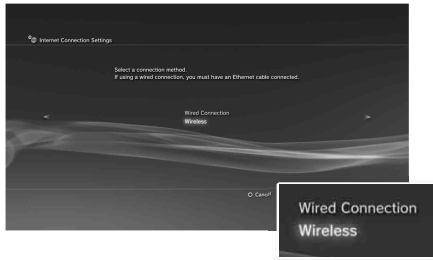 Internet Connection Settings
Select a connection method.
If using a wired connection, you must have an Ethernet cable connected.
Wired Connection
Wireless
Cancel
Wired Connection
Wireless